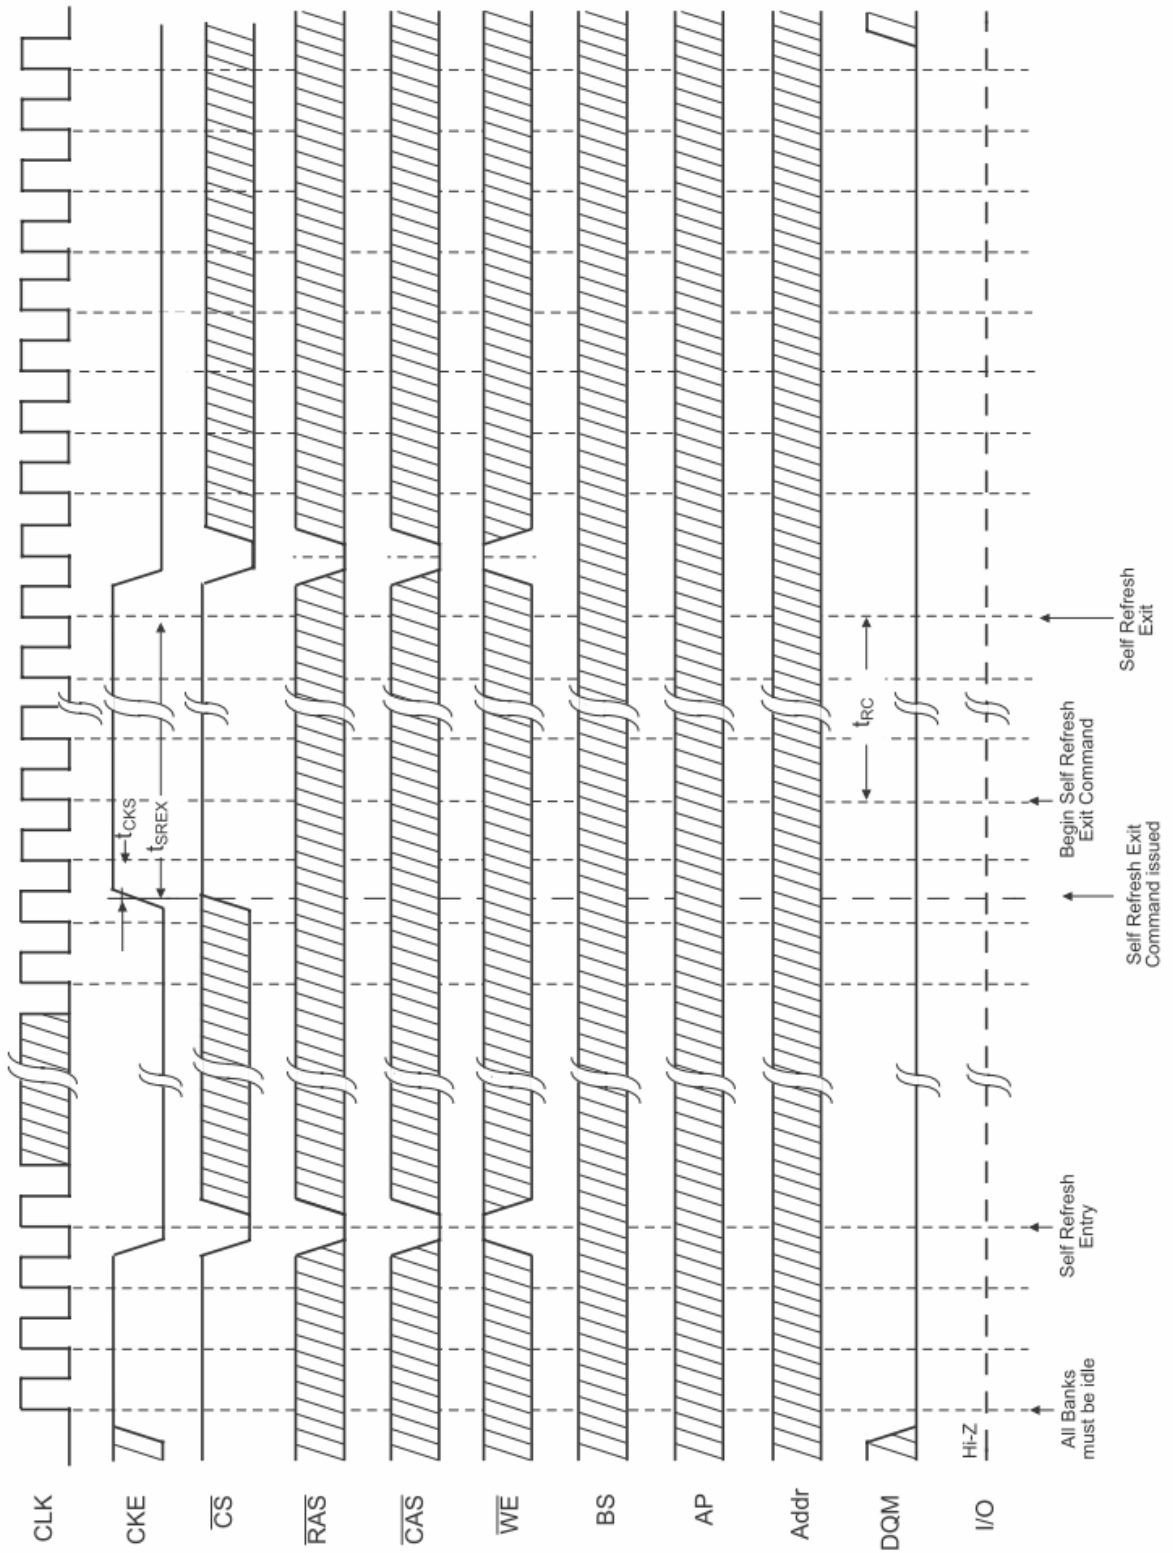 CLK
CKE
CS
RAS
CAS
WE
BS
AP
Addr
DQM
I/O
Hi-Z
tCKS
tSREX
tRC
All Banks
must be idle
Self Refresh
Entry
Self Refresh Exit
Command issued
Begin Self Refresh
Exit Command
Self Refresh
Exit